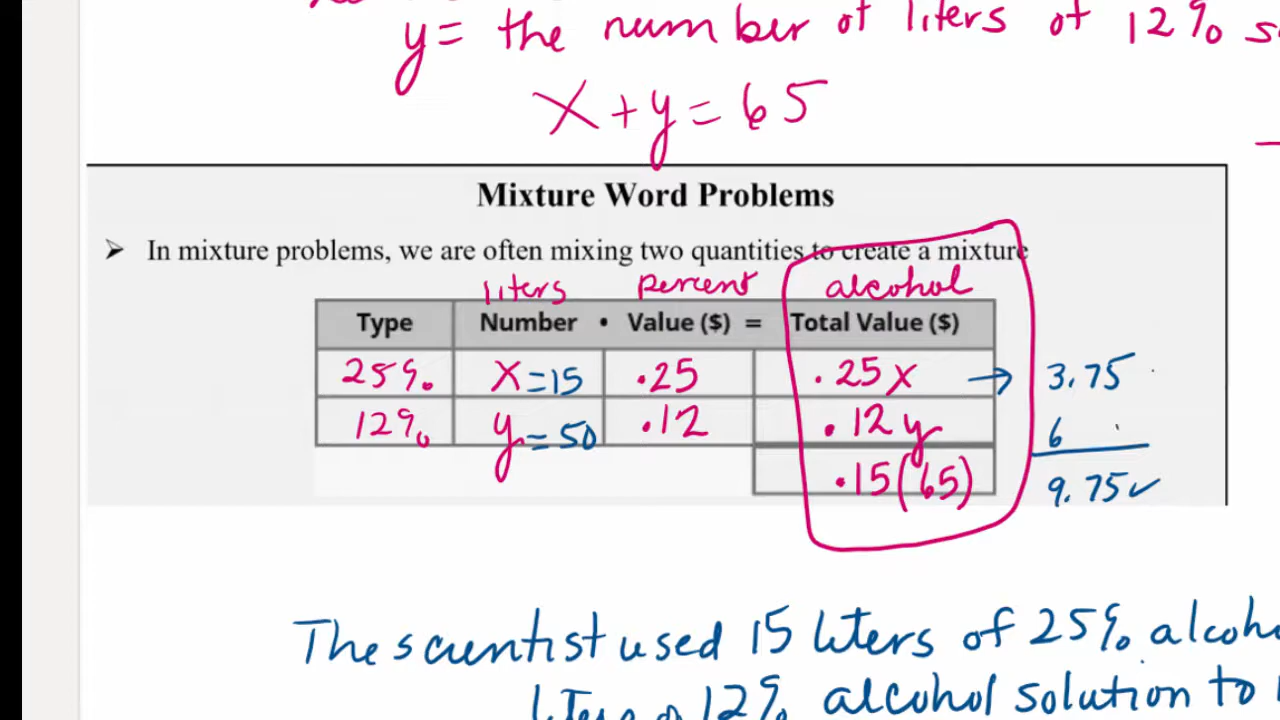 y = the number of liters of 12%
x + y = 65
Mixture Word Problems
➤ In mixture problems, we are often mixing two quantities to create a mixture
liters percent alcohol
Type Number • Value ($) = Total Value ($)
25% x = 15 .25 .25x → 3.75
12% y = 50 .12 .12y 6
.15(65) 9.75 ✓
The scientist used 15 liters of 25%
liters of 12% alcohol solution to